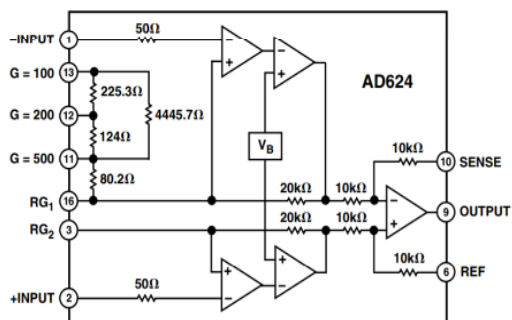 50Ω
–INPUT 1
G = 100 13
225.3Ω
AD624
G = 200 12
4445.7Ω
124Ω
VB
G = 500 11
10kΩ
10 SENSE
80.2Ω
20kΩ 10kΩ
RG1 16
9 OUTPUT
RG2 3
20kΩ 10kΩ
10kΩ
6 REF
50Ω
+INPUT 2
– + – + – + + – + –